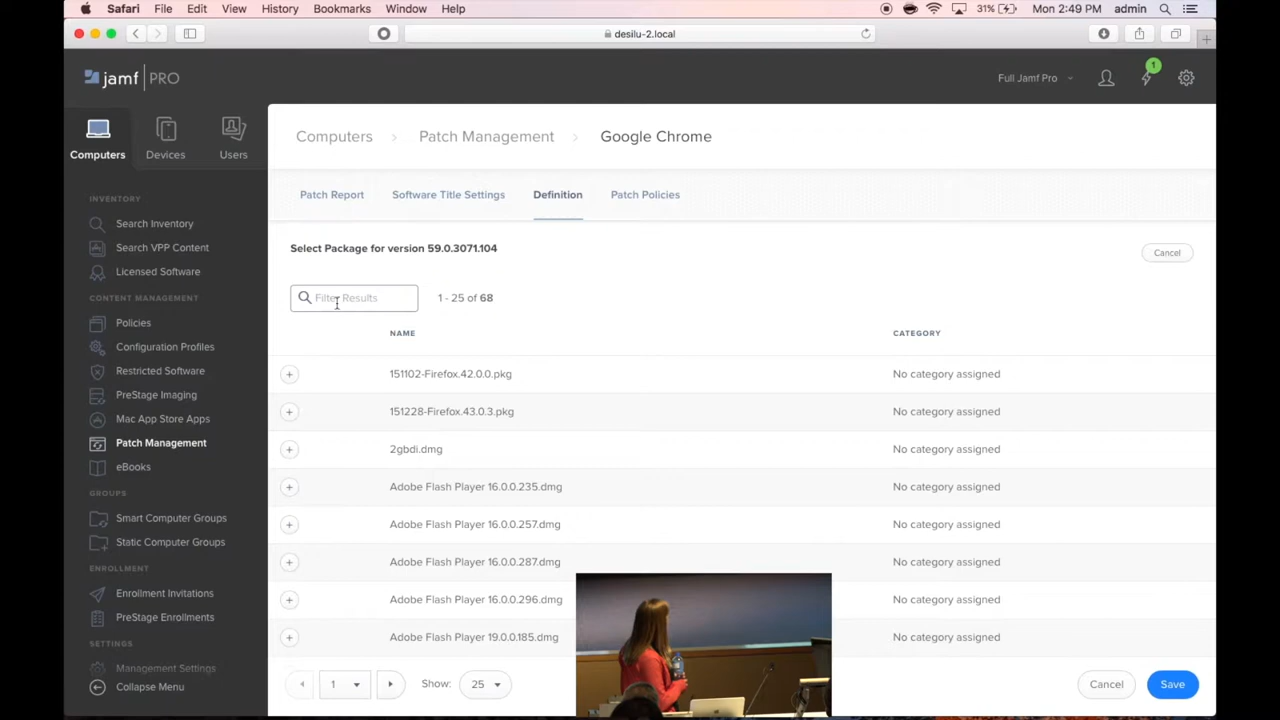 Safari File Edit View History Bookmarks Window Help 31% Mon 2:49 PM admin
desilu-2.local
jamf PRO Full Jamf Pro 1
Computers Devices Users
Computers > Patch Management > Google Chrome
Patch Report Software Title Settings Definition Patch Policies
INVENTORY
Search Inventory
Search VPP Content
Licensed Software
CONTENT MANAGEMENT
Policies
Configuration Profiles
Restricted Software
PreStage Imaging
Mac App Store Apps
Patch Management
eBooks
GROUPS
Smart Computer Groups
Static Computer Groups
ENROLLMENT
Enrollment Invitations
PreStage Enrollments
SETTINGS
Management Settings
Collapse Menu
Select Package for version 59.0.3071.104 Cancel
Filter Results 1 - 25 of 68
NAME CATEGORY
151102-Firefox.42.0.0.pkg No category assigned
151228-Firefox.43.0.3.pkg No category assigned
2gbdi.dmg No category assigned
Adobe Flash Player 16.0.0.235.dmg No category assigned
Adobe Flash Player 16.0.0.257.dmg No category assigned
Adobe Flash Player 16.0.0.287.dmg No category assigned
Adobe Flash Player 16.0.0.296.dmg No category assigned
Adobe Flash Player 19.0.0.185.dmg No category assigned
1 Show: 25 Cancel Save